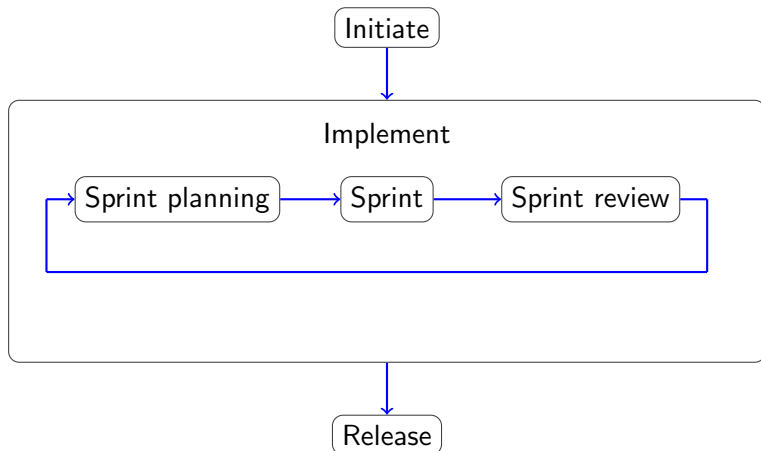 Initiate
Implement
Sprint planning
Sprint
Sprint review
Release